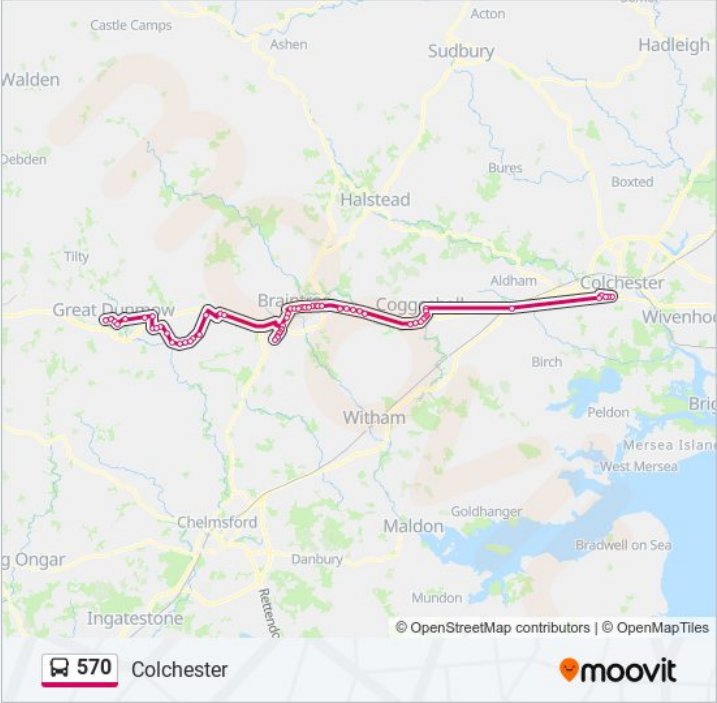 Acton
Castle Camps
Ashen
Sudbury
Hadleigh
Walden
Debden
Bures
Boxted
Halstead
Tilty
Aldham
Colchester
Great Dunmow
Braintree
Coggeshall
Wivenhoe
Birch
Peldon
Witham
Mersea Island
West Mersea
Goldhanger
Chelmsford
Maldon
Bradwell on Sea
g Ongar
Danbury
Mundon
Ingatestone
Rettendo
© OpenStreetMap contributors | © OpenMapTiles
570 Colchester
moovit